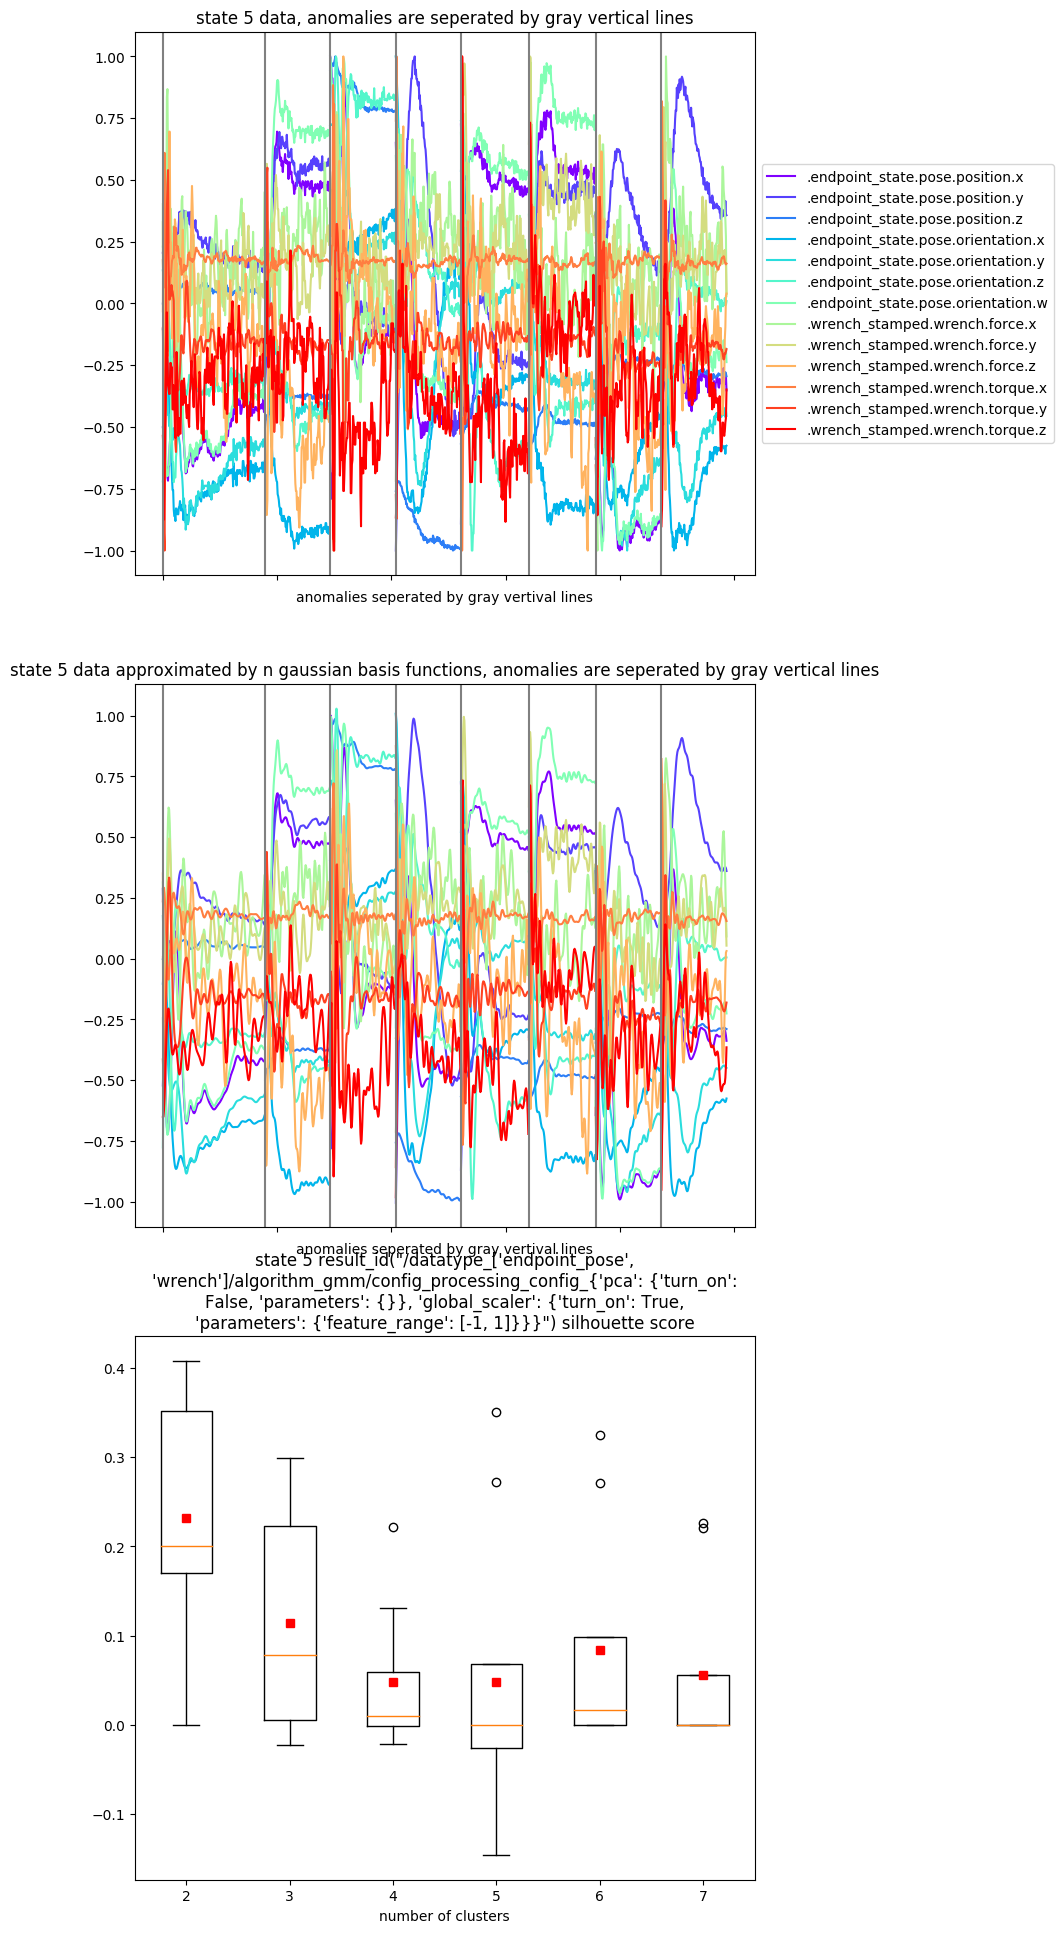 state 5 data, anomalies are seperated by gray vertical lines
1.00
0.75
0.50
0.25
0.00
−0.25
−0.50
−0.75
−1.00
anomalies seperated by gray vertival lines
.endpoint_state.pose.position.x
.endpoint_state.pose.position.y
.endpoint_state.pose.position.z
.endpoint_state.pose.orientation.x
.endpoint_state.pose.orientation.y
.endpoint_state.pose.orientation.z
.endpoint_state.pose.orientation.w
.wrench_stamped.wrench.force.x
.wrench_stamped.wrench.force.y
.wrench_stamped.wrench.force.z
.wrench_stamped.wrench.torque.x
.wrench_stamped.wrench.torque.y
.wrench_stamped.wrench.torque.z
state 5 data approximated by n gaussian basis functions, anomalies are seperated by gray vertical lines
1.00
0.75
0.50
0.25
0.00
−0.25
−0.50
−0.75
−1.00
anomalies seperated by gray vertical lines
state 5 result_id("/datatype_['endpoint_pose',
'wrench']/algorithm_gmm/config_processing_config_{'pca': {'turn_on':
False, 'parameters': {}}, 'global_scaler': {'turn_on': True,
'parameters': {'feature_range': [-1, 1]}}}") silhouette score
0.4
0.3
0.2
0.1
0.0
−0.1
2 3 4 5 6 7
number of clusters